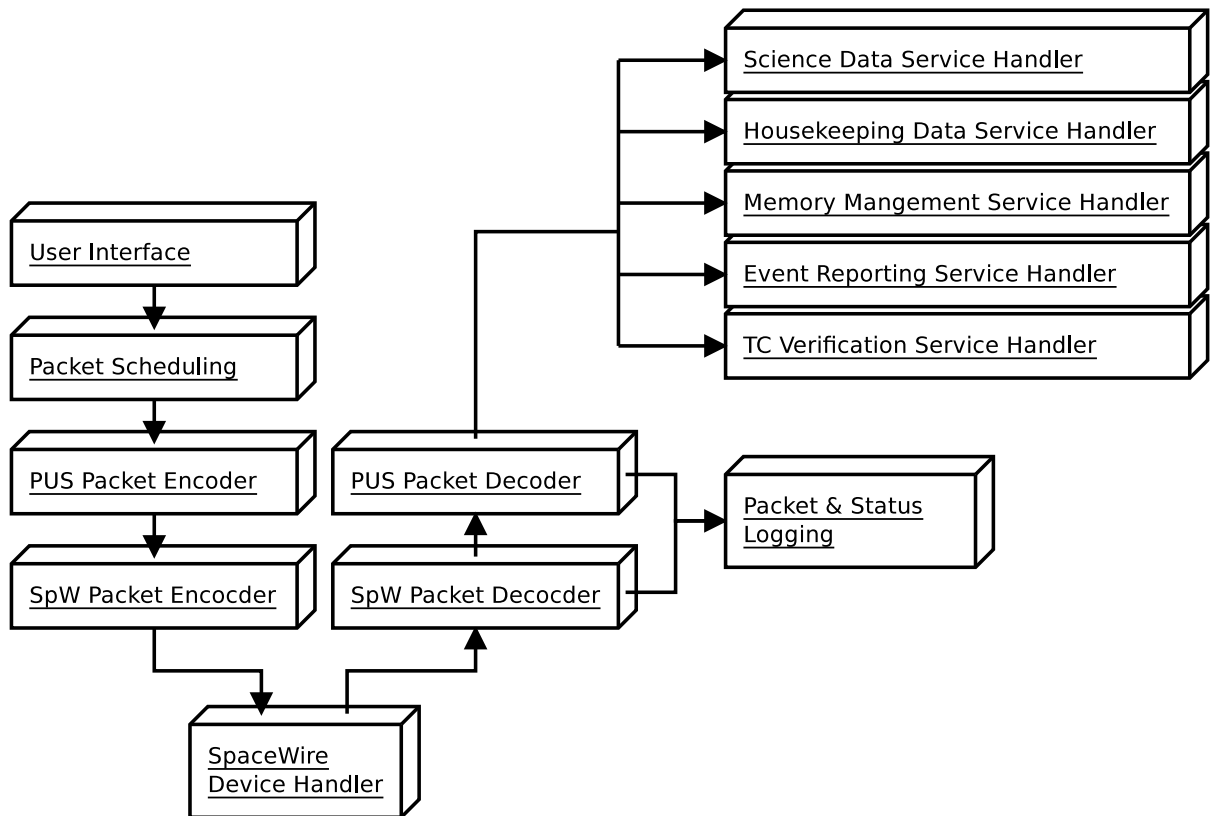 Science Data Service Handler
Housekeeping Data Service Handler
Memory Mangement Service Handler
Event Reporting Service Handler
TC Verification Service Handler
User Interface
Packet Scheduling
PUS Packet Encoder
SpW Packet Encocder
PUS Packet Decoder
SpW Packet Decocder
Packet & Status
Logging
SpaceWire
Device Handler